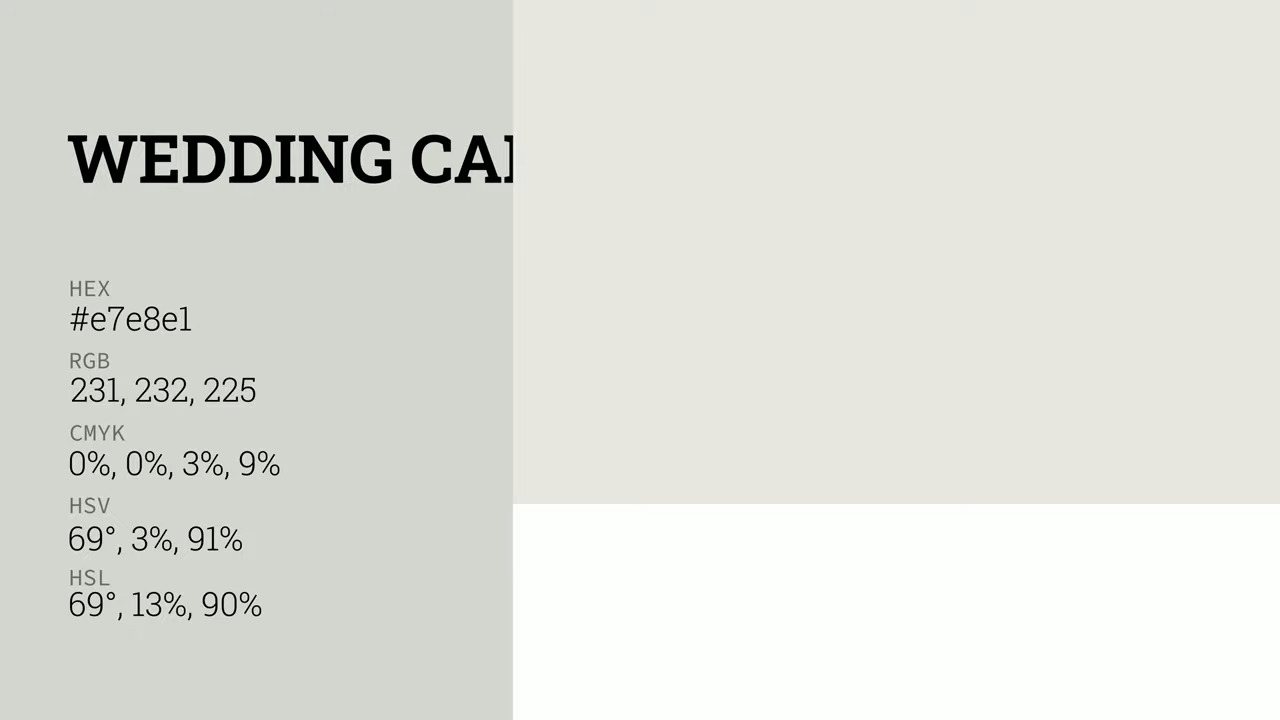 WEDDING CA
HEX
#e7e8e1
RGB
231, 232, 225
CMYK
0%, 0%, 3%, 9%
HSV
69°, 3%, 91%
HSL
69°, 13%, 90%